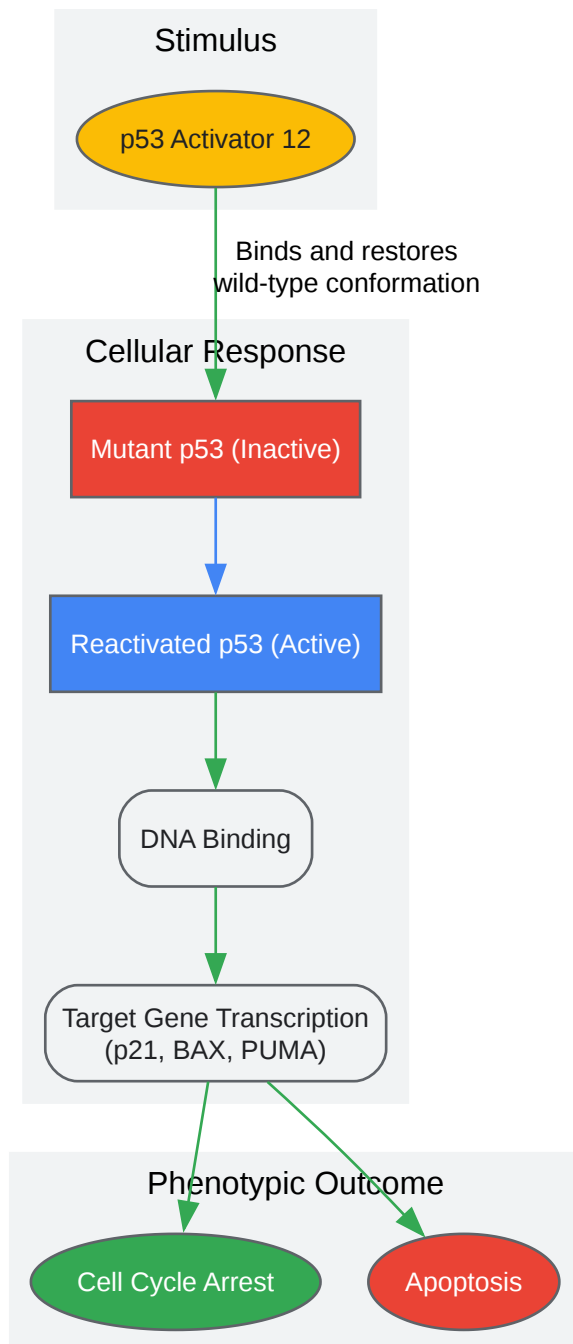 Stimulus
p53 Activator 12
Binds and restores
wild-type conformation
Cellular Response
Mutant p53 (Inactive)
Reactivated p53 (Active)
DNA Binding
Target Gene Transcription
(p21, BAX, PUMA)
Phenotypic Outcome
Cell Cycle Arrest
Apoptosis